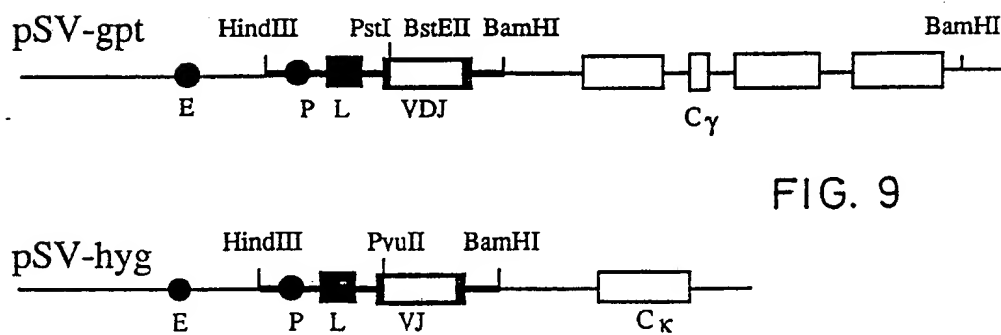 pSV-gpt
HindIII PstI BstEII BamHI BamHI
E P L VDJ Cγ
FIG. 9
pSV-hyg
HindIII PvuII BamHI
E P L VJ Cκ